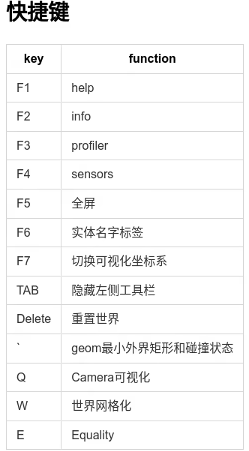 快捷键
key function
F1 help
F2 info
F3 profiler
F4 sensors
F5 全屏
F6 实体名字标签
F7 切换可视化坐标系
TAB 隐藏左侧工具栏
Delete 重置世界
` geom最小外界矩形和碰撞状态
Q Camera可视化
W 世界网格化
E Equality